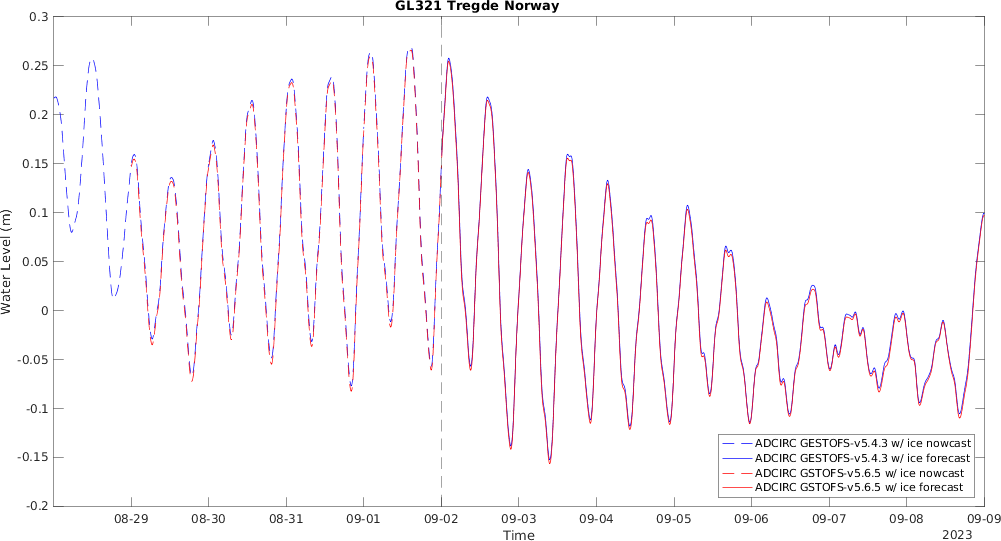 GL321 Tregde Norway
0.3
0.25
0.2
0.15
0.1
0.05
0
-0.05
-0.1
-0.15
-0.2
Water Level (m)
ADCIRC GESTOFS-v5.4.3 w/ ice nowcast
ADCIRC GESTOFS-v5.4.3 w/ ice forecast
ADCIRC GSTOFS-v5.6.5 w/ ice nowcast
ADCIRC GSTOFS-v5.6.5 w/ ice forecast
08-29 08-30 08-31 09-01 09-02 09-03 09-04 09-05 09-06 09-07 09-08 09-09
Time
2023